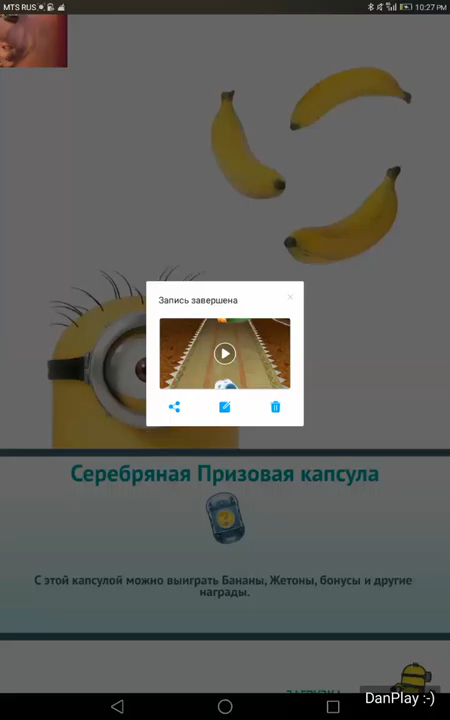 MTS RUS
10:27 PM
Запись завершена
Серебряная Призовая капсула
?
С этой капсулой можно выиграть Бананы, Жетоны, бонусы и другие
награды.
DanPlay :-)